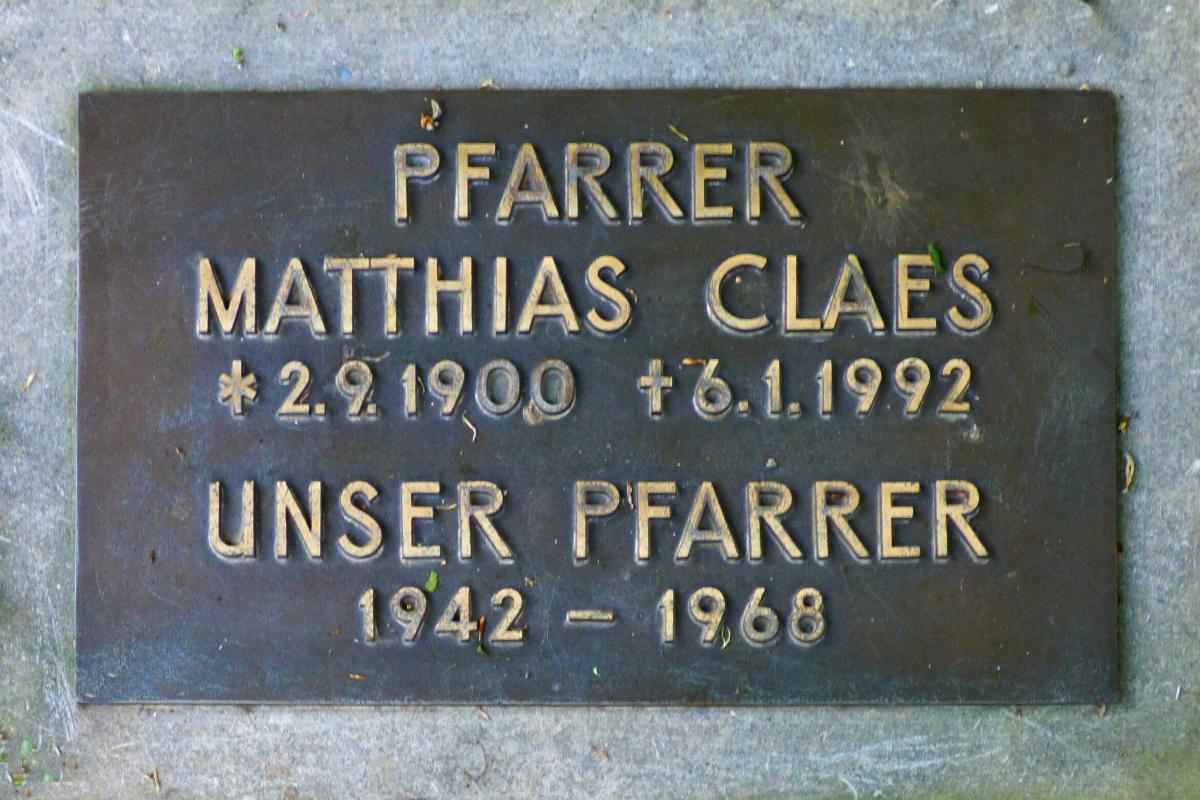 PFARRER
MATTHIAS CLAES
*2.9.1900 †6.1.1992
UNSER PFARRER
1942 – 1968